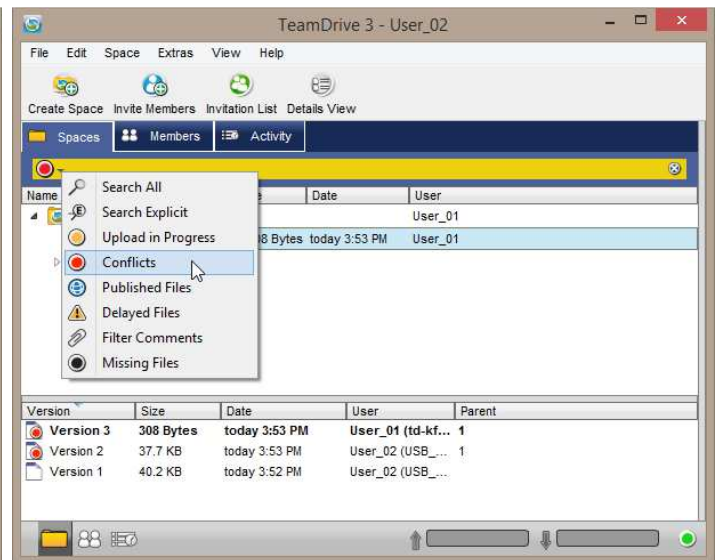 TeamDrive 3 - User_02
File Edit Space Extras View Help
Create Space Invite Members Invitation List Details View
Spaces Members Activity
Name Date User
User_01
Bytes today 3:53 PM User_01
Search All
Search Explicit
Upload in Progress
Conflicts
Published Files
Delayed Files
Filter Comments
Missing Files
Version Size Date User Parent
Version 3 308 Bytes today 3:53 PM User_01 (td-kf... 1
Version 2 37.7 KB today 3:53 PM User_02 (USB_... 1
Version 1 40.2 KB today 3:52 PM User_02 (USB_...